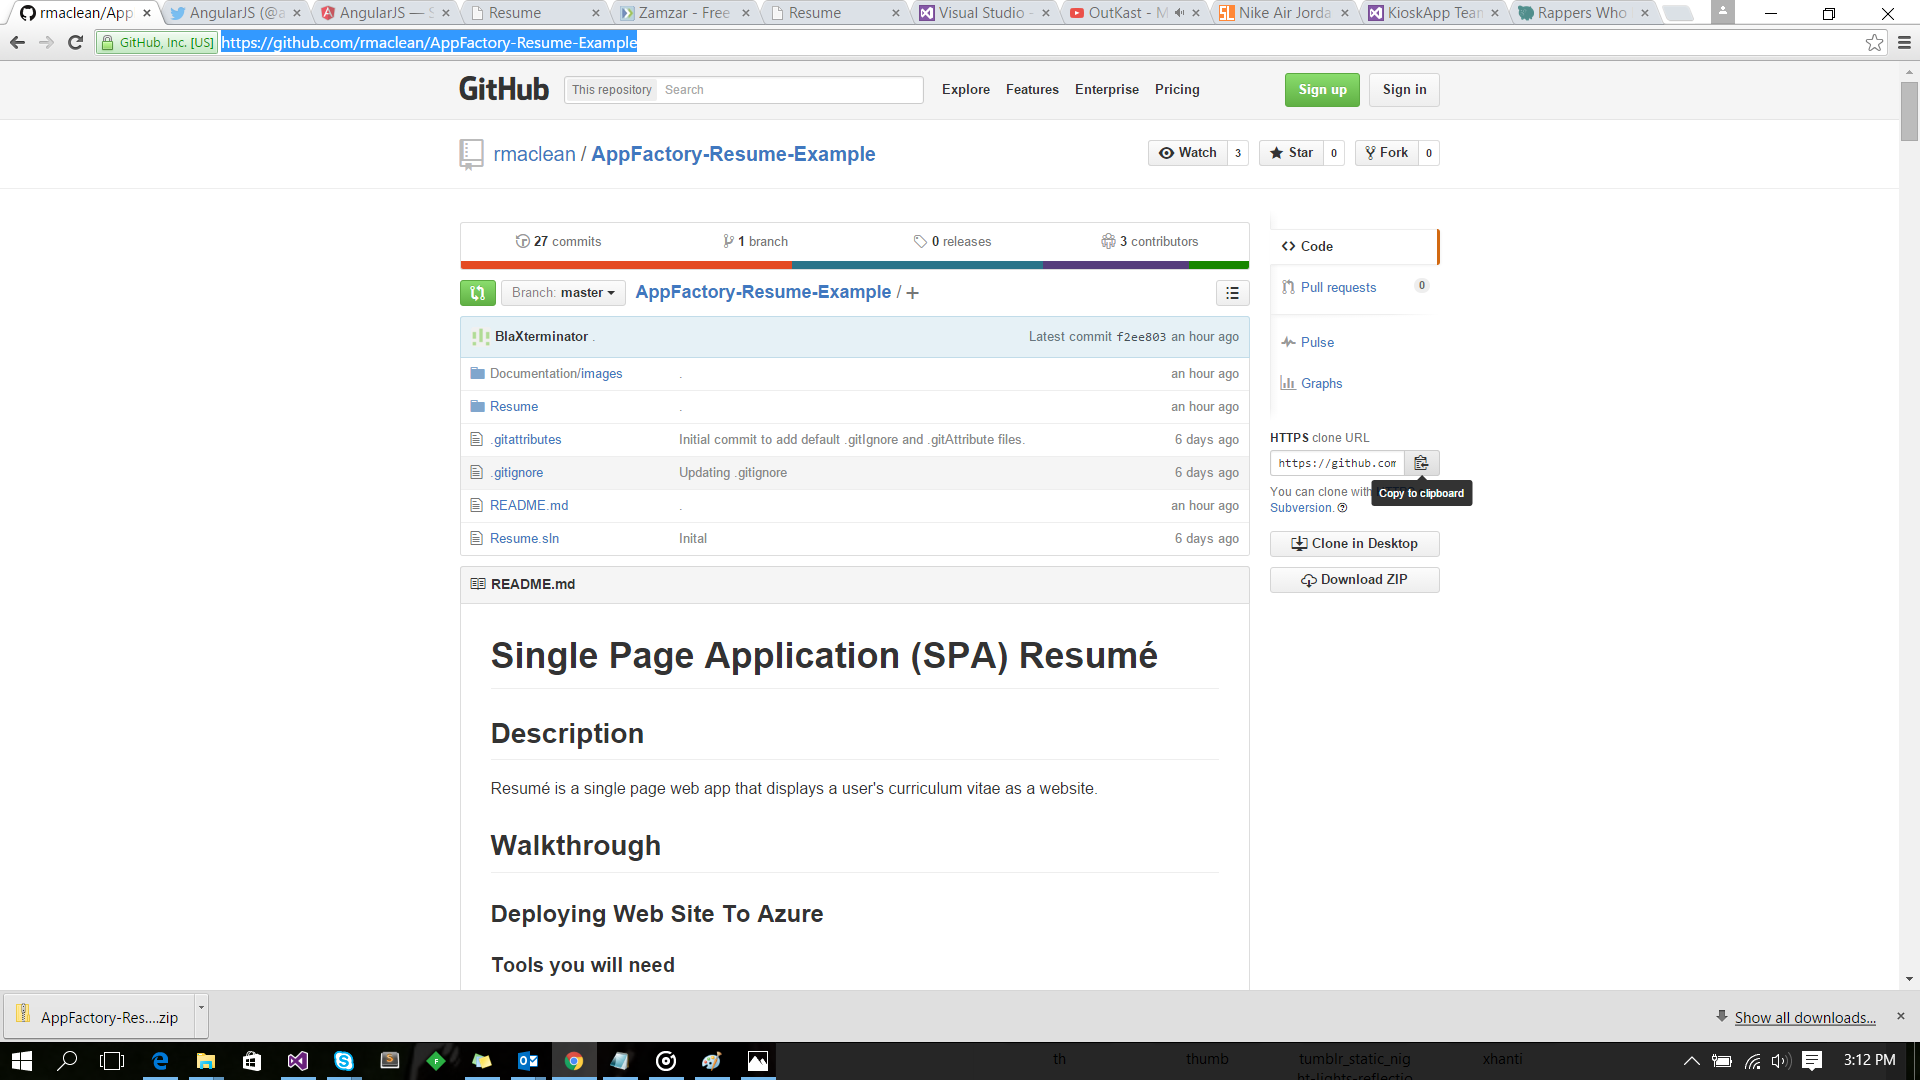 rmaclean/App
AngularJS (@a
AngularJS — S
Resume
Zamzar - Free
Resume
Visual Studio -
OutKast - M
Nike Air Jorda
KioskApp Tean
Rappers Who
GitHub, Inc. [US] https://github.com/rmaclean/AppFactory-Resume-Example
GitHub This repository Search Explore Features Enterprise Pricing Sign up Sign in
rmaclean / AppFactory-Resume-Example Watch 3 Star 0 Fork 0
27 commits 1 branch 0 releases 3 contributors
Branch: master AppFactory-Resume-Example / +
BlaXterminator . Latest commit f2ee803 an hour ago
Documentation/images . an hour ago
Resume . an hour ago
.gitattributes Initial commit to add default .gitIgnore and .gitAttribute files. 6 days ago
.gitignore Updating .gitignore 6 days ago
README.md . an hour ago
Resume.sln Inital 6 days ago
Code
Pull requests 0
Pulse
Graphs
HTTPS clone URL
https://github.com
Copy to clipboard
You can clone with
Subversion.
Clone in Desktop
Download ZIP
README.md
Single Page Application (SPA) Resumé
Description
Resumé is a single page web app that displays a user's curriculum vitae as a website.
Walkthrough
Deploying Web Site To Azure
Tools you will need
AppFactory-Res....zip
Show all downloads...
th thumb tumblr_static_nig xhanti
ht-lights-reflectio
3:12 PM